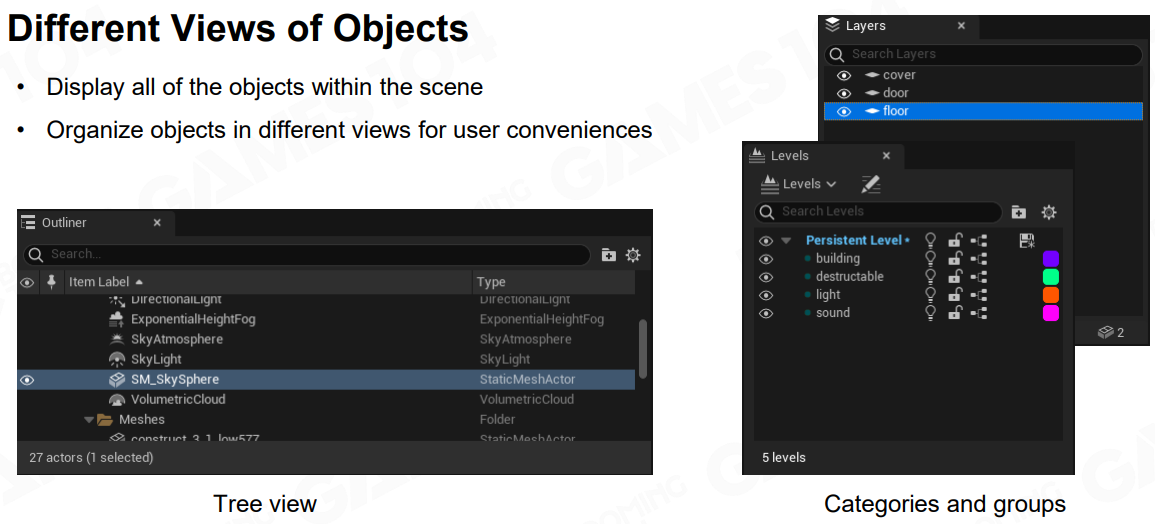 Different Views of Objects
• Display all of the objects within the scene
• Organize objects in different views for user conveniences
Outliner
Search...
Item Label Type
DirectionalLight DirectionalLight
ExponentialHeightFog ExponentialHeightFog
SkyAtmosphere SkyAtmosphere
SkyLight SkyLight
SM_SkySphere StaticMeshActor
VolumetricCloud VolumetricCloud
Meshes Folder
construct_3_1_low577 StaticMeshActor
27 actors (1 selected)
Tree view
Layers
Search Layers
cover
door
floor
2
Levels
Levels
Search Levels
Persistent Level •
building
destructable
light
sound
5 levels
Categories and groups